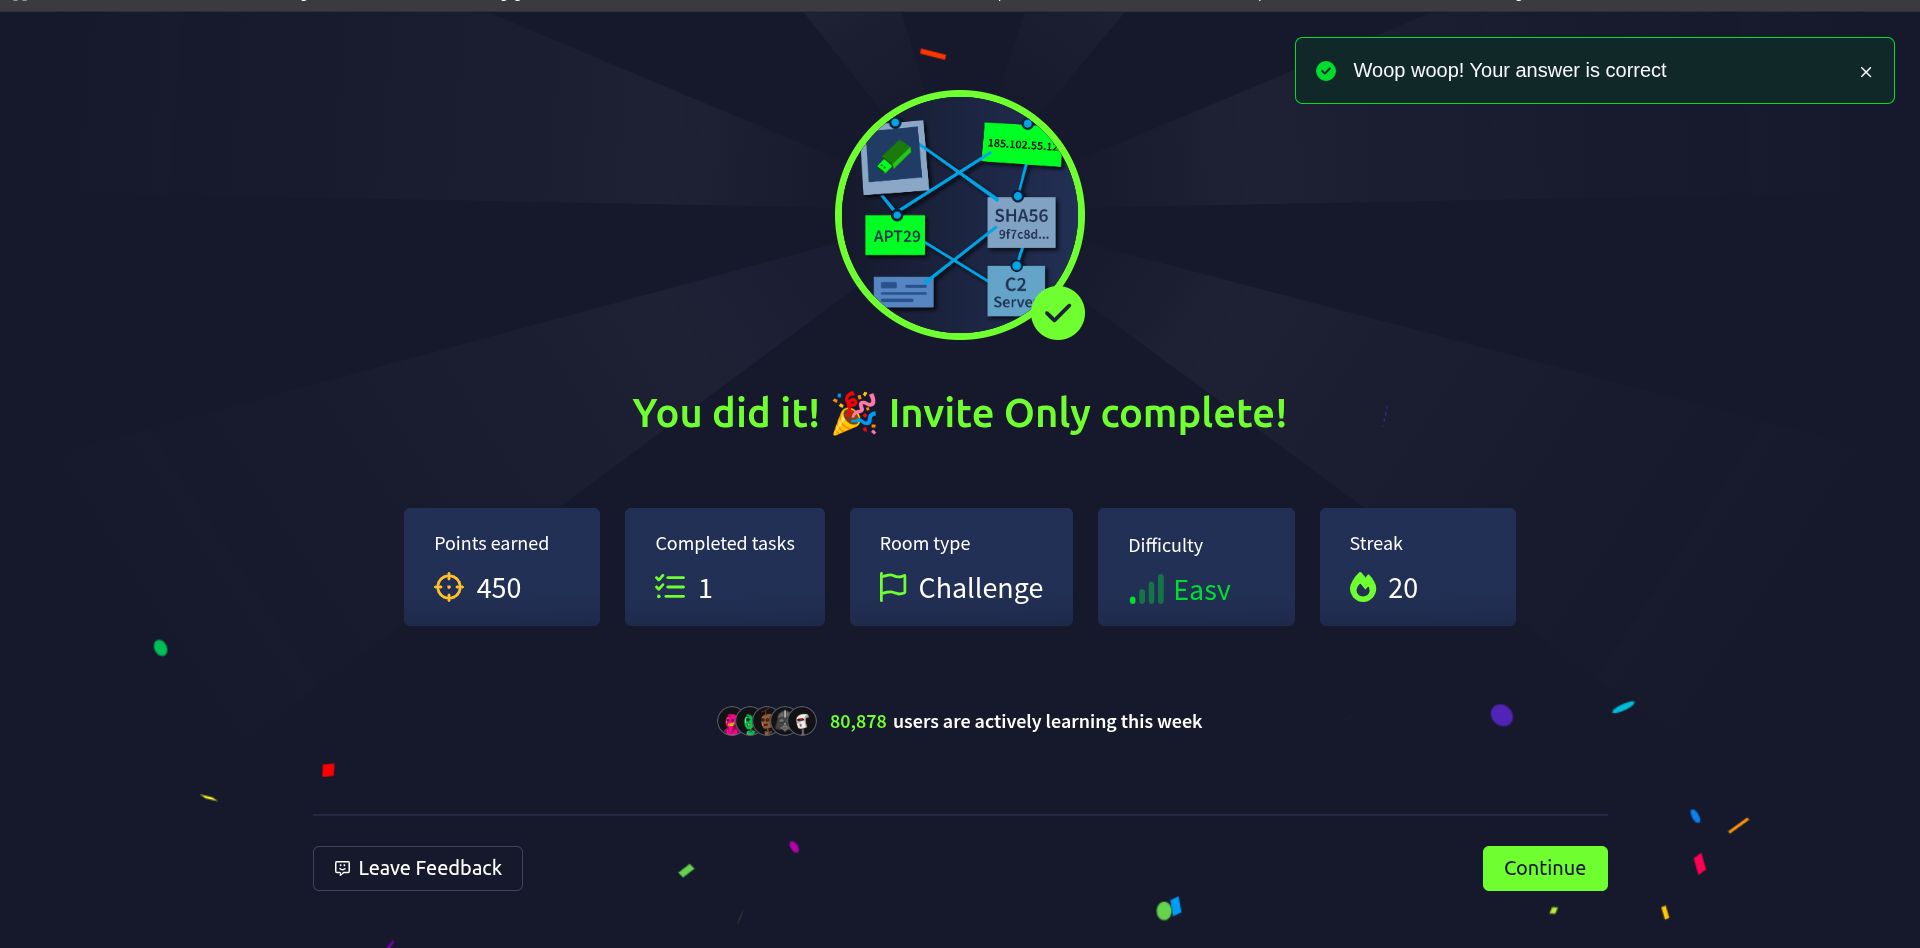 Woop woop! Your answer is correct
185.102.55.12
SHA56
9f7c8d...
APT29
C2
Serve
You did it! 🎉 Invite Only complete!
Points earned
450
Completed tasks
1
Room type
Challenge
Difficulty
Easy
Streak
20
80,878 users are actively learning this week
Leave Feedback
Continue